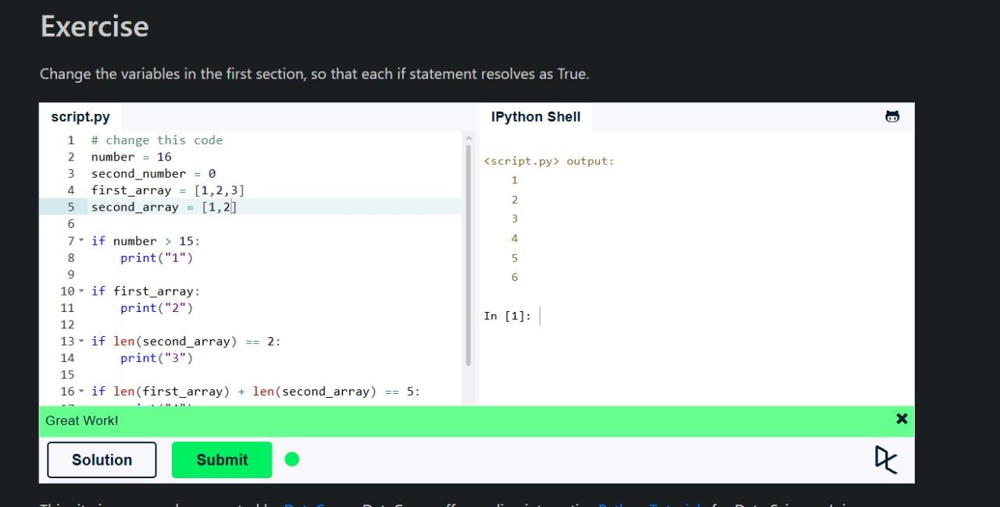 Exercise
Change the variables in the first section, so that each if statement resolves as True.
script.py
IPython Shell
1 # change this code
2 number = 16
3 second_number = 0
4 first_array = [1,2,3]
5 second_array = [1,2]
6
7 if number > 15:
8 print("1")
9
10 if first_array:
11 print("2")
12
13 if len(second_array) == 2:
14 print("3")
15
16 if len(first_array) + len(second_array) == 5:
<script.py> output:
1
2
3
4
5
6
In [1]:
Great Work!
Solution
Submit